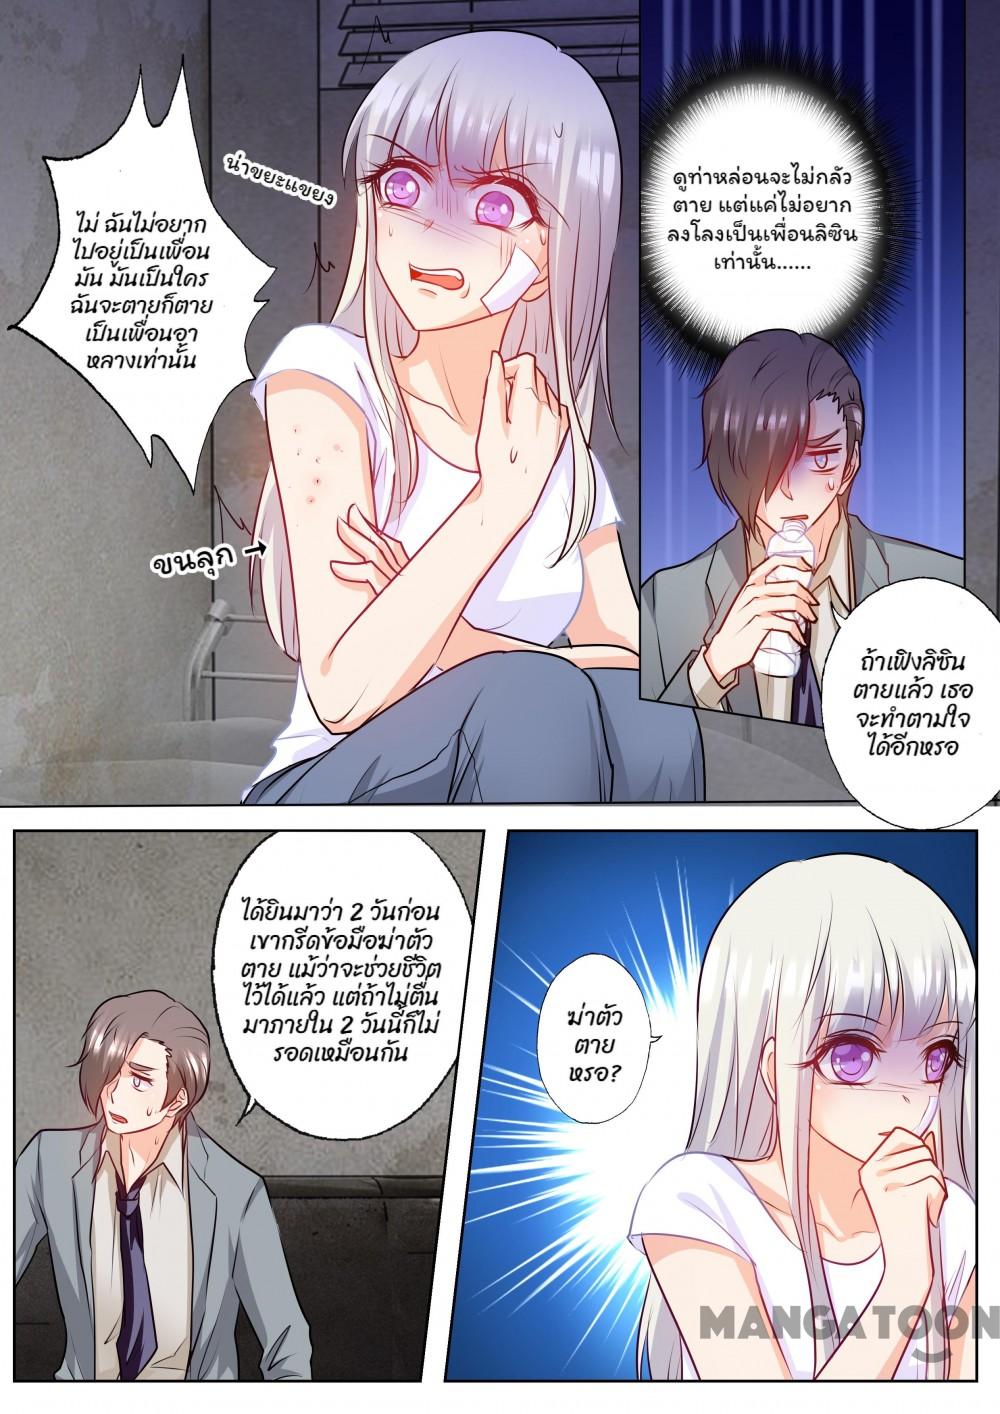 ไม่ ฉันไม่อยาก
ไปอยู่เป็นเพื่อน
มัน มันเป็นใคร
ฉันจะตายก็ตาย
เป็นเพื่อนอา
หลางเท่านั้น
น่าขยะแขยง
ขนลุก →
ดูท่าหล่อนจะไม่กลัว
ตาย แต่แค่ไม่อยาก
ลงโลงเป็นเพื่อนลิซิน
เท่านั้น......
ถ้าเฟิงลิซิน
ตายแล้ว เธอ
จะทำตามใจ
ได้อีกหรอ
ได้ยินมาว่า 2 วันก่อน
เขากรีดข้อมือฆ่าตัว
ตาย แม้ว่าจะช่วยชีวิต
ไว้ได้แล้ว แต่ถ้าไม่ตื่น
มาภายใน 2 วันนี้ก็ไม่
รอดเหมือนกัน
ฆ่าตัว
ตาย
หรอ?
MANGATOON